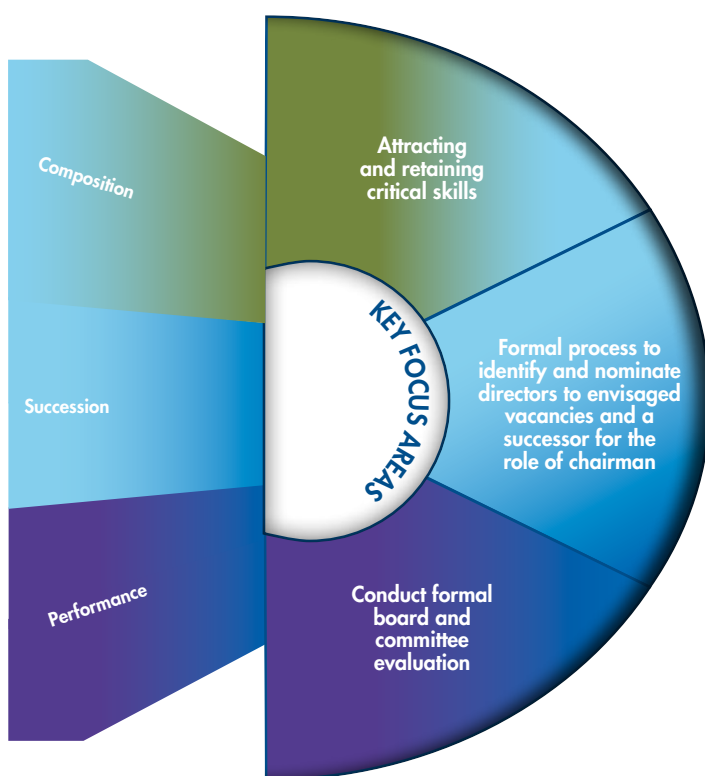 Composition
Attracting
and retaining
critical skills
KEY FOCUS AREAS
Succession
Formal process to
identify and nominate
directors to envisaged
vacancies and a
successor for the
role of chairman
Performance
Conduct formal
board and
committee
evaluation